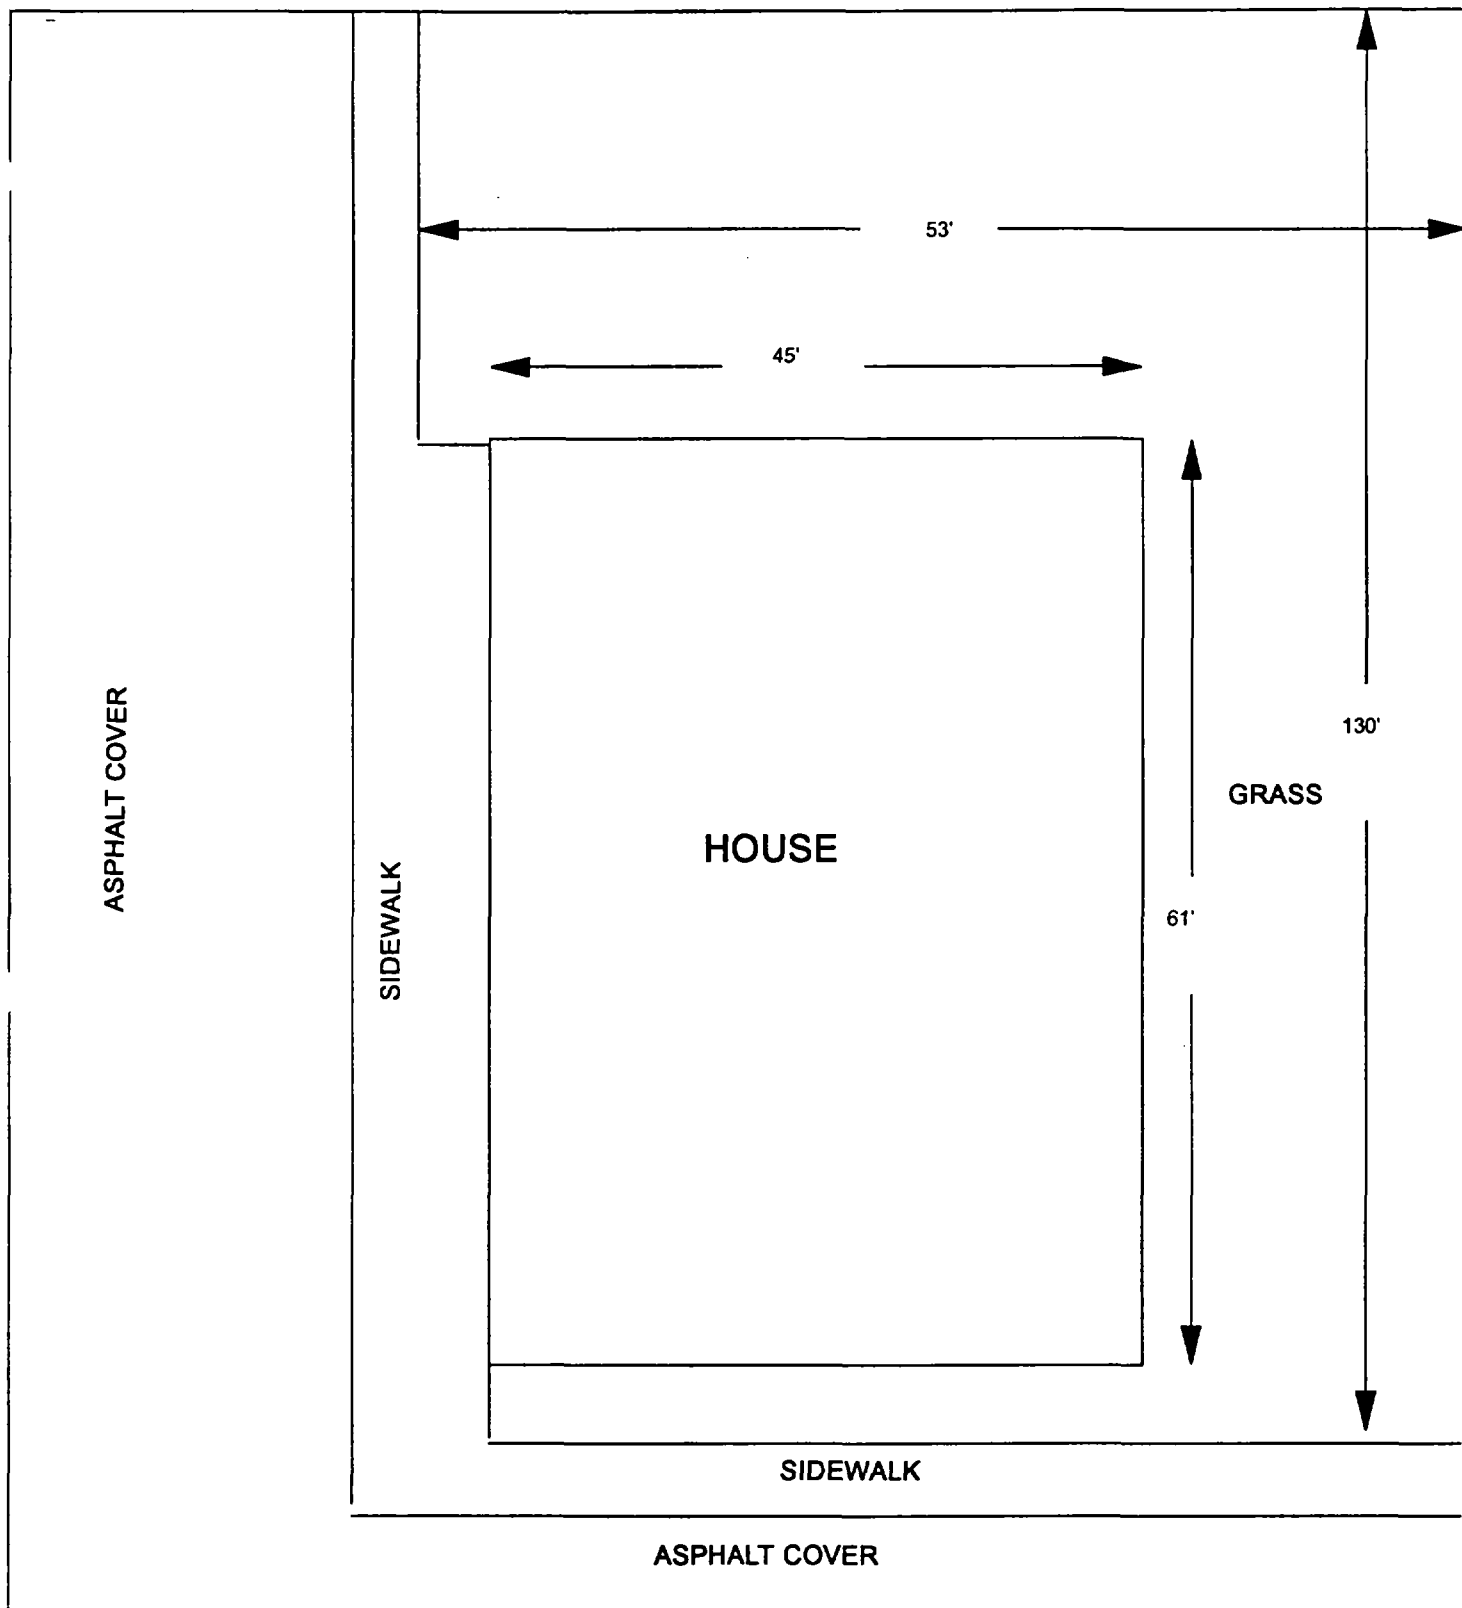 53'
45'
130'
GRASS
HOUSE
ASPHALT COVER
SIDEWALK
61'
SIDEWALK
ASPHALT COVER